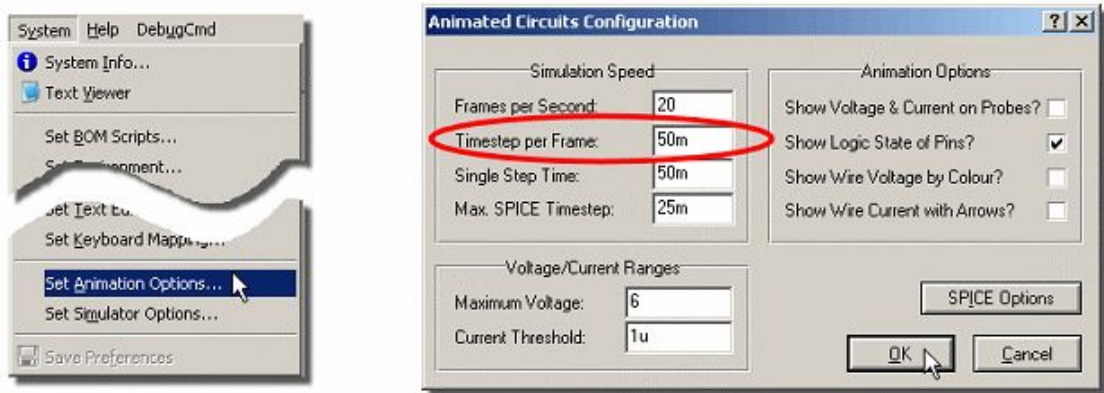 System Help DebugCmd
System Info...
Text Viewer
Set BOM Scripts...
Set Environment...
Set Text
Set Keyboard Mapping...
Set Animation Options...
Set Simulator Options...
Save Preferences
Animated Circuits Configuration
Simulation Speed
Frames per Second: 20
Timestep per Frame: 50m
Single Step Time: 50m
Max. SPICE Timestep: 25m
Voltage/Current Ranges
Maximum Voltage: 6
Current Threshold: 1u
Animation Options
Show Voltage & Current on Probes?
Show Logic State of Pins?
Show Wire Voltage by Colour?
Show Wire Current with Arrows?
SPICE Options
OK Cancel